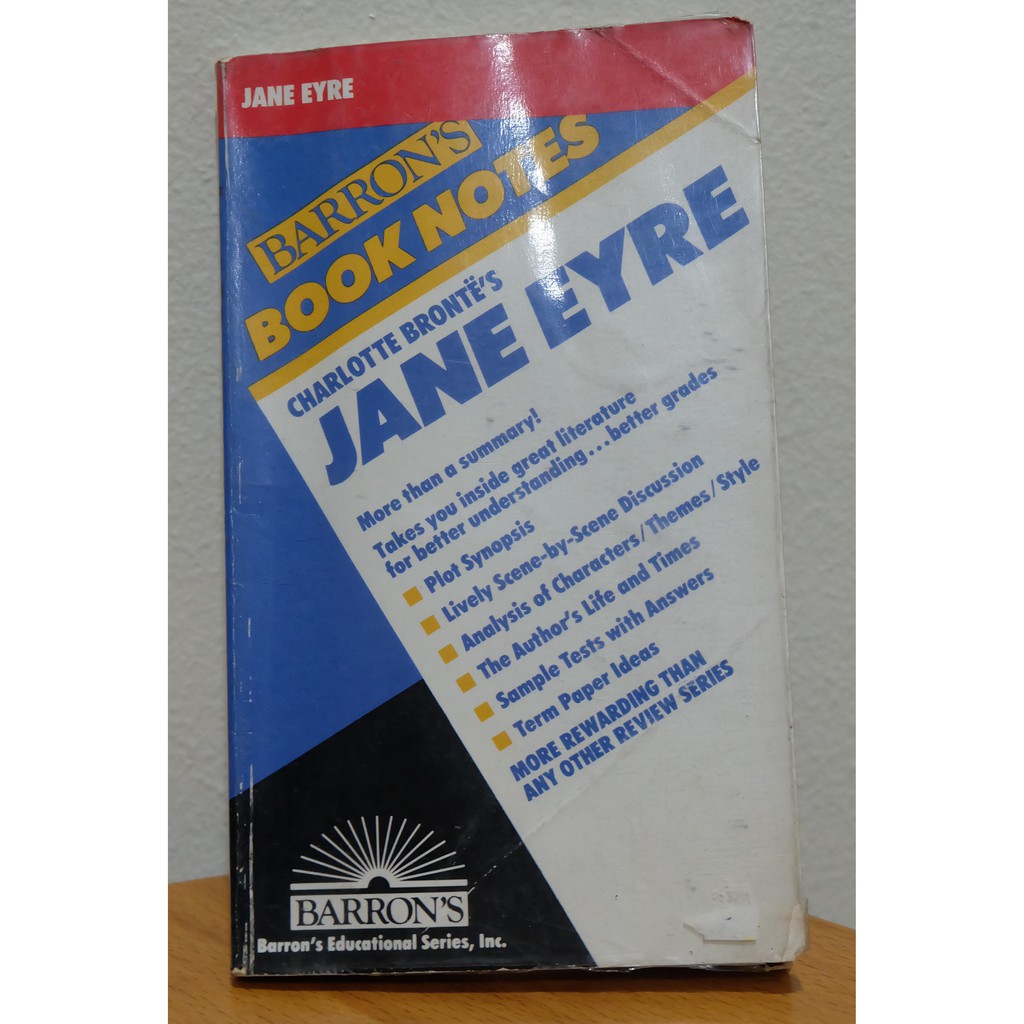 JANE EYRE
BARRON'S
BOOK NOTES
CHARLOTTE BRONTË'S
JANE EYRE
More than a summary!
Takes you inside great literature
for better understanding...better grades
Plot Synopsis
Lively Scene-by-Scene Discussion
Analysis of Characters/Themes/Style
The Author's Life and Times
Sample Tests with Answers
Term Paper Ideas
MORE REWARDING THAN
ANY OTHER REVIEW SERIES
BARRON'S
Barron's Educational Series, Inc.